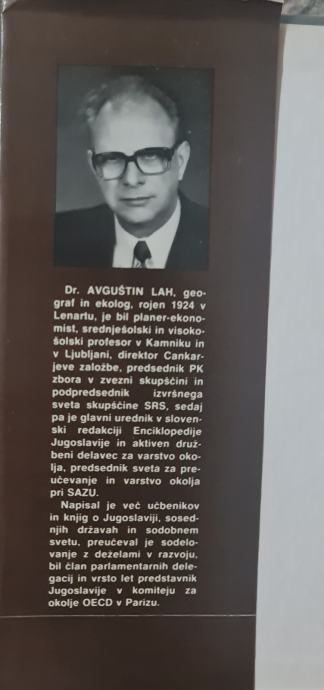 Dr. AVGUŠTIN LAH, geo-
graf in ekolog, rojen 1924 v
Lenartu, je bil planer-ekono-
mist, srednješolski in visoko-
šolski profesor v Kamniku in
v Ljubljani, direktor Cankar-
jeve založbe, predsednik PK
zbora v zvezni skupščini in
podpredsednik izvršnega
sveta skupščine SRS, sedaj
pa je glavni urednik v sloven-
ski redakciji Enciklopedije
Jugoslavije in aktiven druž-
beni delavec za varstvo oko-
lja, predsednik sveta za pre-
učevanje in varstvo okolja
pri SAZU.
Napisal je več učbenikov
in knjig o Jugoslaviji, sosed-
njih državah in sodobnem
svetu, preučeval je sodelo-
vanje z deželami v razvoju,
bil član parlamentarnih dele-
gacij in vrsto let predstavnik
Jugoslavije v komiteju za
okolje OECD v Parizu.